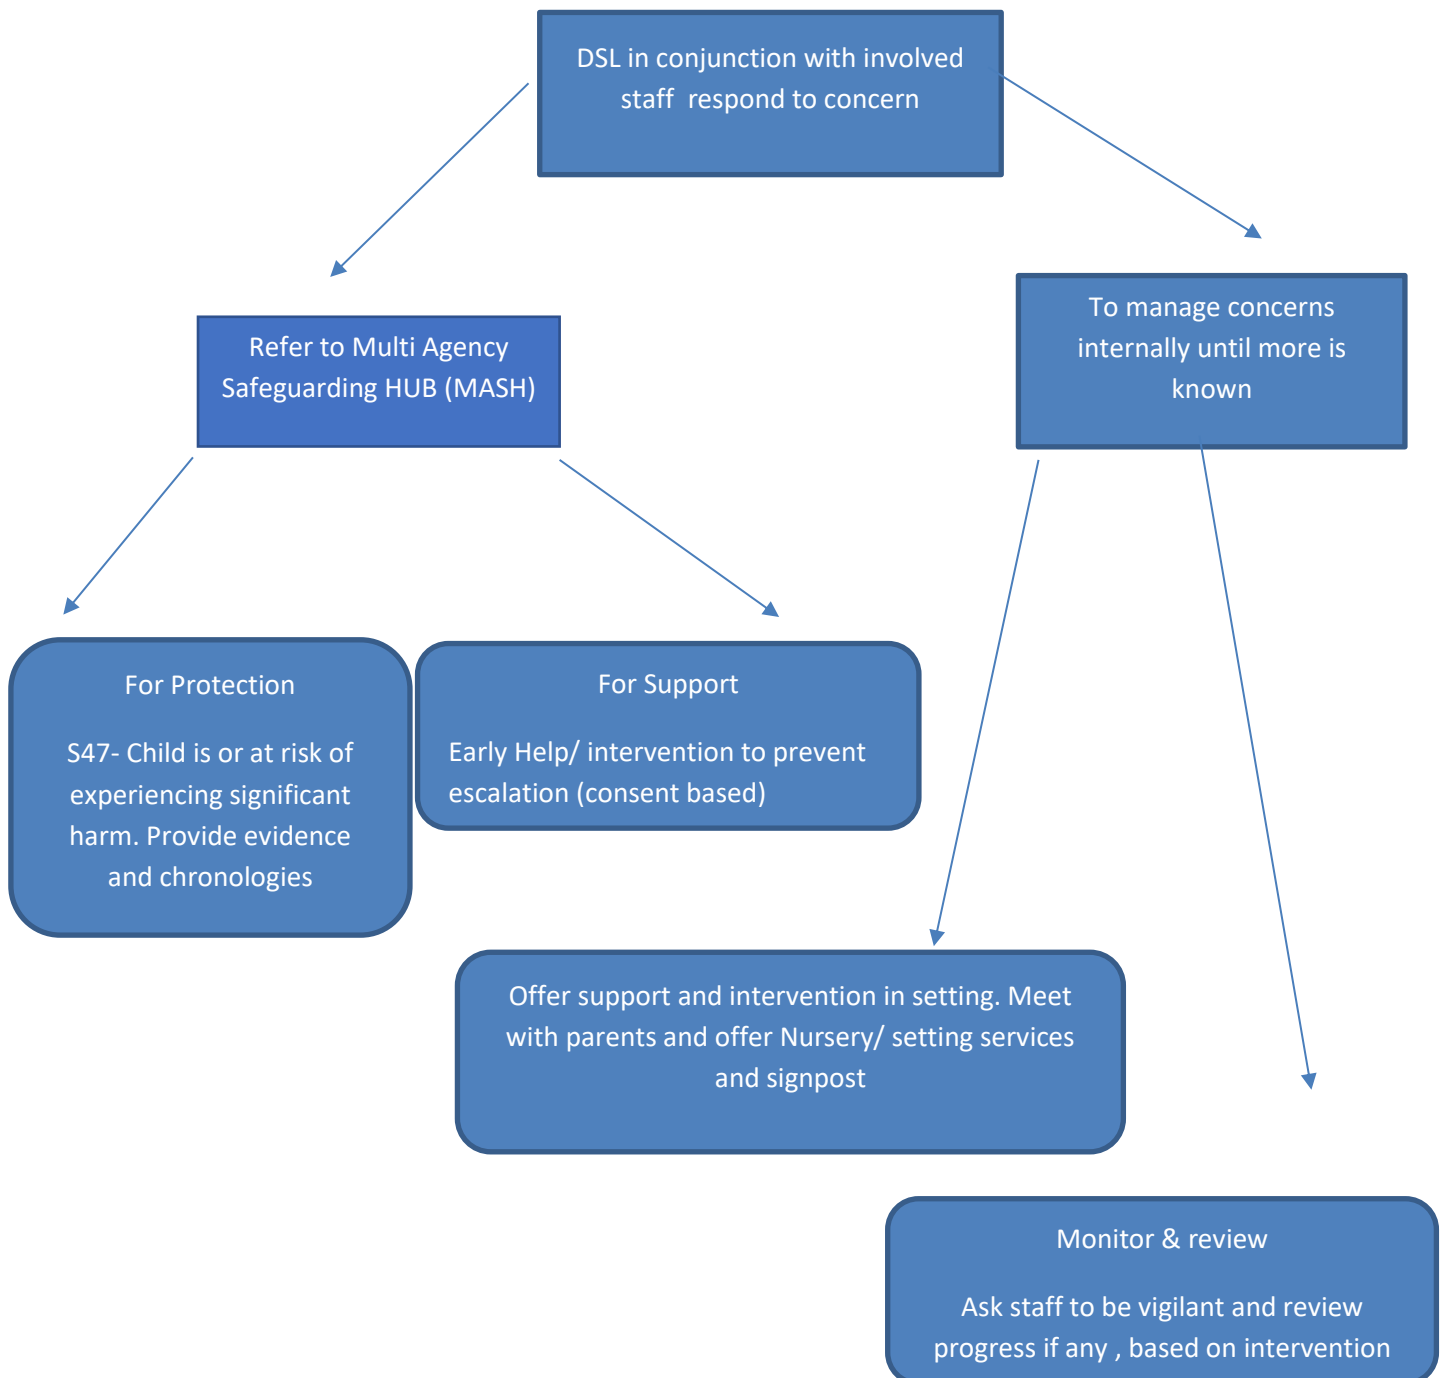 DSL in conjunction with involved
staff  respond to concern
Refer to Multi Agency
Safeguarding HUB (MASH)
To manage concerns
internally until more is
known
For Protection
S47- Child is or at risk of
experiencing significant
harm. Provide evidence
and chronologies
For Support
Early Help/ intervention to prevent
escalation (consent based)
Offer support and intervention in setting. Meet
with parents and offer Nursery/ setting services
and signpost
Monitor & review
Ask staff to be vigilant and review
progress if any , based on intervention